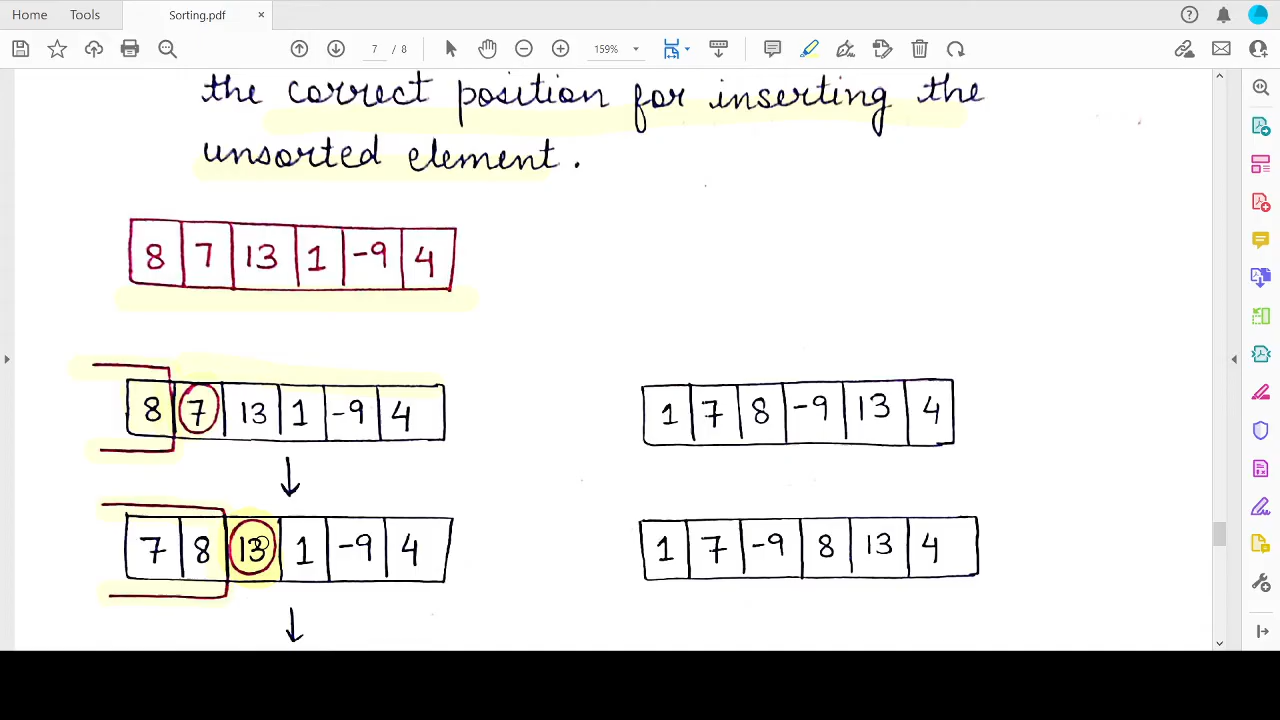 Home Tools Sorting.pdf ×
7 / 8 159%
the correct position for inserting the
unsorted element.
8 7 13 1 -9 4
8 7 13 1 -9 4
1 7 8 -9 13 4
7 8 13 1 -9 4
1 7 -9 8 13 4